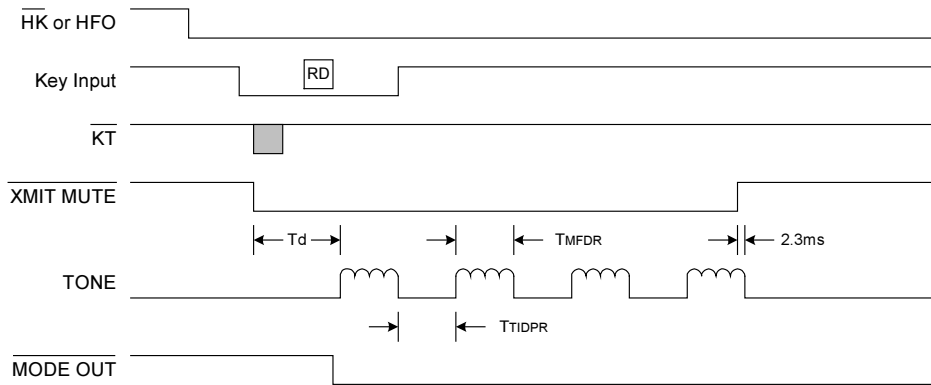 HK or HFO
Key Input
RD
KT
XMIT MUTE
Td
TMFDR
2.3ms
TONE
TTIDPR
MODE OUT